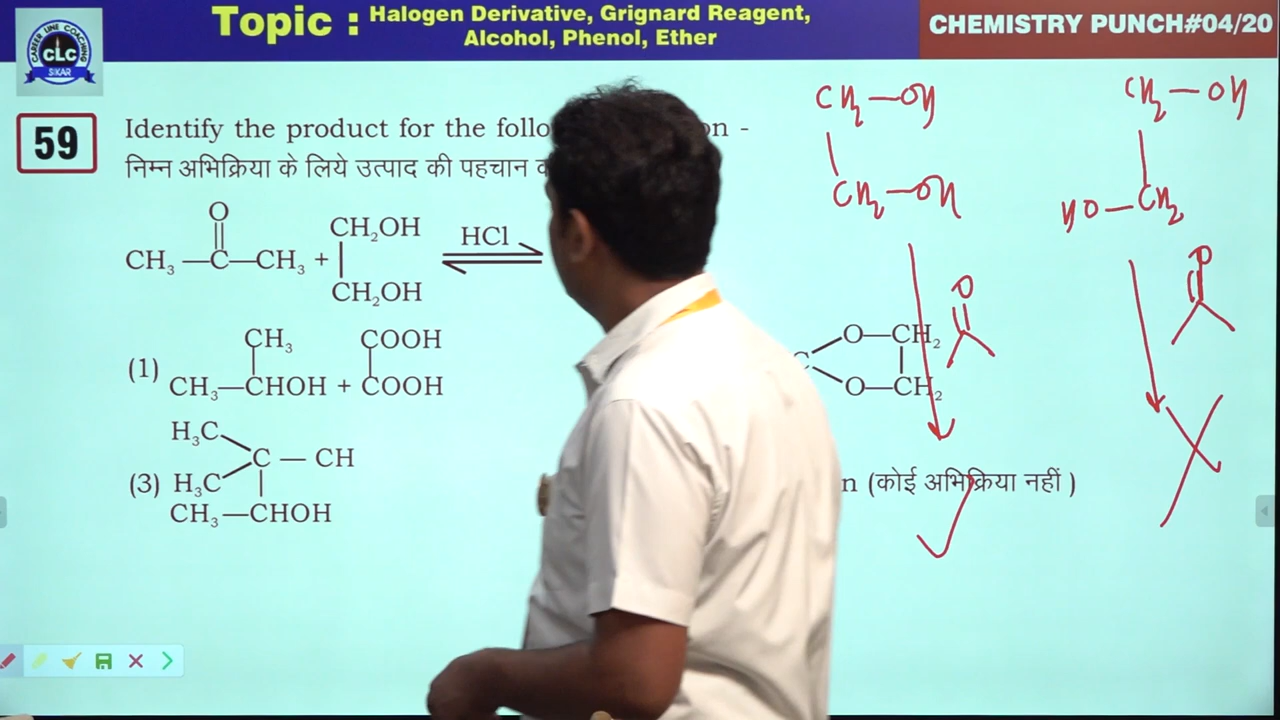 Topic : Halogen Derivative, Grignard Reagent,
Alcohol, Phenol, Ether
CHEMISTRY PUNCH#04/20
CAREER LINE COACHING
CLC
SIKAR
59
Identify the product for the follo on -
निम्न अभिक्रिया के लिये उत्पाद की पहचान क
O
CH₃—C—CH₃ + CH₂OH HCl
CH₂OH
(1) CH₃ COOH
CH₃—CHOH + COOH
C O—CH₂
O—CH₂
(3) H₃C
C — CH
H₃C
CH₃—CHOH
n (कोई अभिक्रिया नहीं )
CH₂—OH
CH₂—OH
O
CH₂—OH
HO—CH₂
O